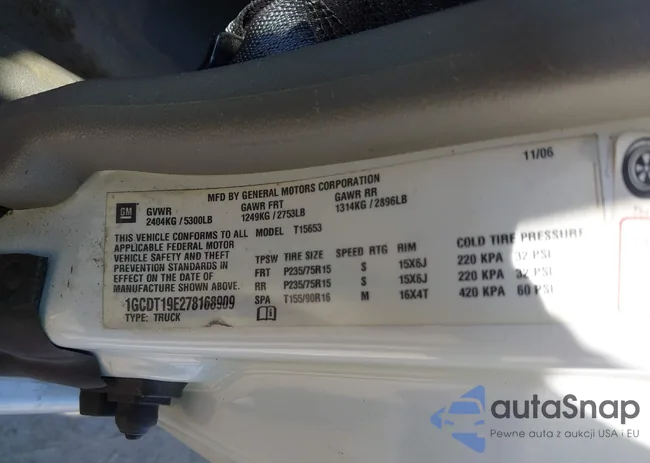 11/06
MFD BY GENERAL MOTORS CORPORATION
GM GVWR GAWR FRT GAWR RR
2404KG / 5300LB 1249KG / 2753LB 1314KG / 2896LB
THIS VEHICLE CONFORMS TO ALL MODEL T15653
APPLICABLE FEDERAL MOTOR
VEHICLE SAFETY AND THEFT
PREVENTION STANDARDS IN
EFFECT ON THE DATE OF
MANUFACTURE SHOWN ABOVE.
1GCDT19E278168909
TYPE: TRUCK
TPSW TIRE SIZE SPEED RTG RIM COLD TIRE PRESSURE
FRT P235/75R15 S 15X6J 220 KPA 32 PSI
RR P235/75R15 S 15X6J 220 KPA 32 PSI
SPA T155/90R16 M 16X4T 420 KPA 60 PSI
autaSnap
Pewne auta z aukcji USA i EU